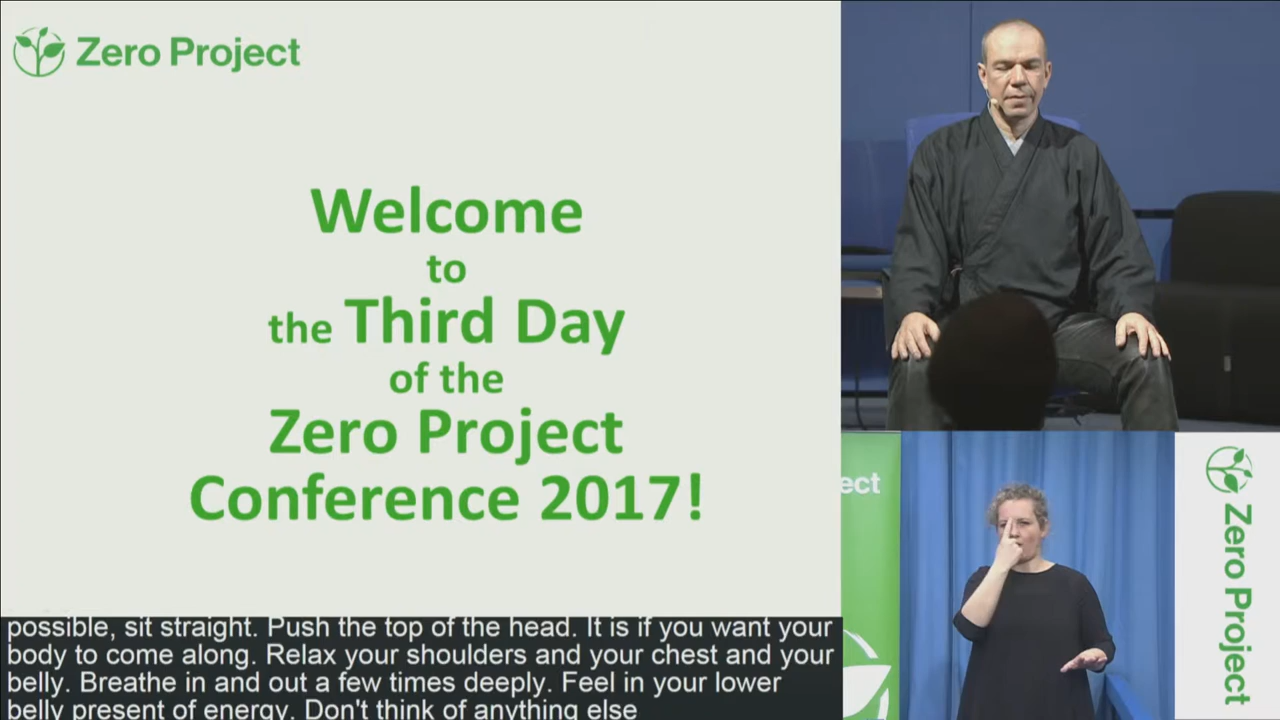 Zero Project
Welcome
to
the Third Day
of the
Zero Project
Conference 2017!
possible, sit straight. Push the top of the head. It is if you want your
body to come along. Relax your shoulders and your chest and your
belly. Breathe in and out a few times deeply. Feel in your lower
belly present of energy. Don't think of anything else
ect
Zero Project